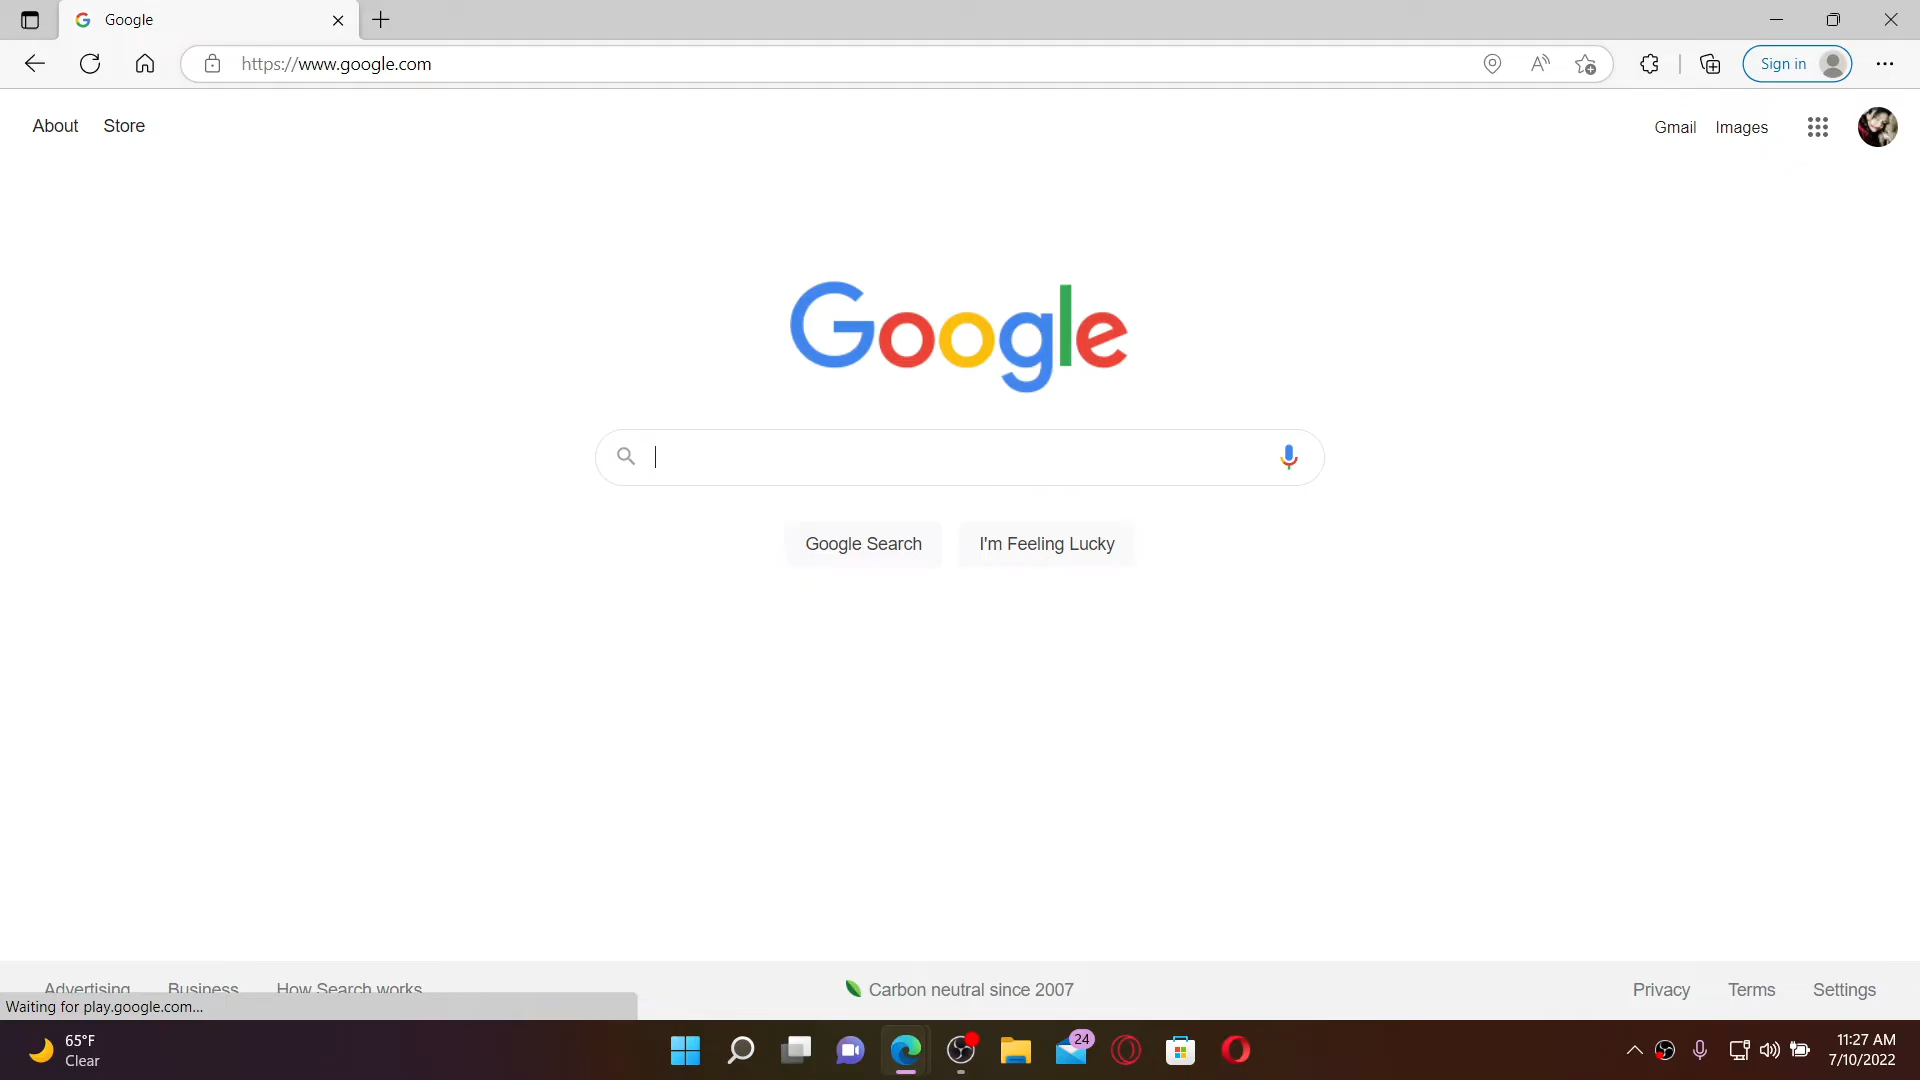 Google
https://www.google.com
Sign in
About Store
Gmail Images
Google
Google Search I'm Feeling Lucky
Advertising Business How Search works
Carbon neutral since 2007
Privacy Terms Settings
Waiting for play.google.com...
65°F
Clear
24
11:27 AM
7/10/2022